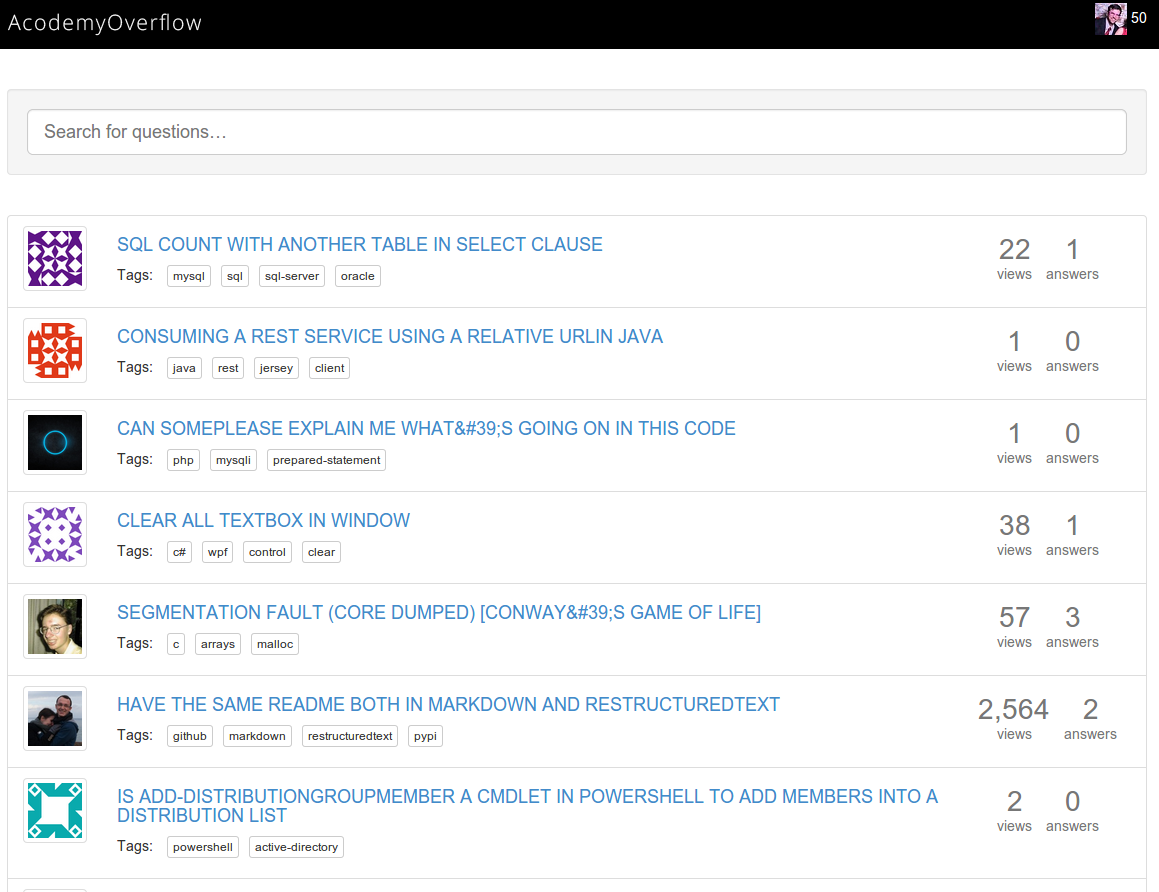 AcodemyOverflow
50
Search for questions…
SQL COUNT WITH ANOTHER TABLE IN SELECT CLAUSE
Tags: mysql sql sql-server oracle
22 views 1 answers
CONSUMING A REST SERVICE USING A RELATIVE URLIN JAVA
Tags: java rest jersey client
1 views 0 answers
CAN SOMEPLEASE EXPLAIN ME WHAT&#39;S GOING ON IN THIS CODE
Tags: php mysqli prepared-statement
1 views 0 answers
CLEAR ALL TEXTBOX IN WINDOW
Tags: c# wpf control clear
38 views 1 answers
SEGMENTATION FAULT (CORE DUMPED) [CONWAY&#39;S GAME OF LIFE]
Tags: c arrays malloc
57 views 3 answers
HAVE THE SAME README BOTH IN MARKDOWN AND RESTRUCTUREDTEXT
Tags: github markdown restructuredtext pypi
2,564 views 2 answers
IS ADD-DISTRIBUTIONGROUPMEMBER A CMDLET IN POWERSHELL TO ADD MEMBERS INTO A
DISTRIBUTION LIST
Tags: powershell active-directory
2 views 0 answers